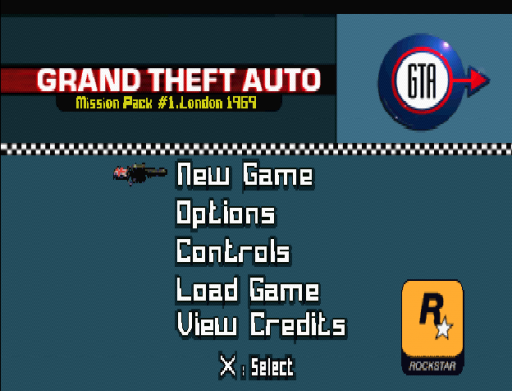 GRAND THEFT AUTO
Mission Pack #1.London 1969
GTA
New Game
Options
Controls
Load Game
View Credits
X : Select
R
ROCKSTAR